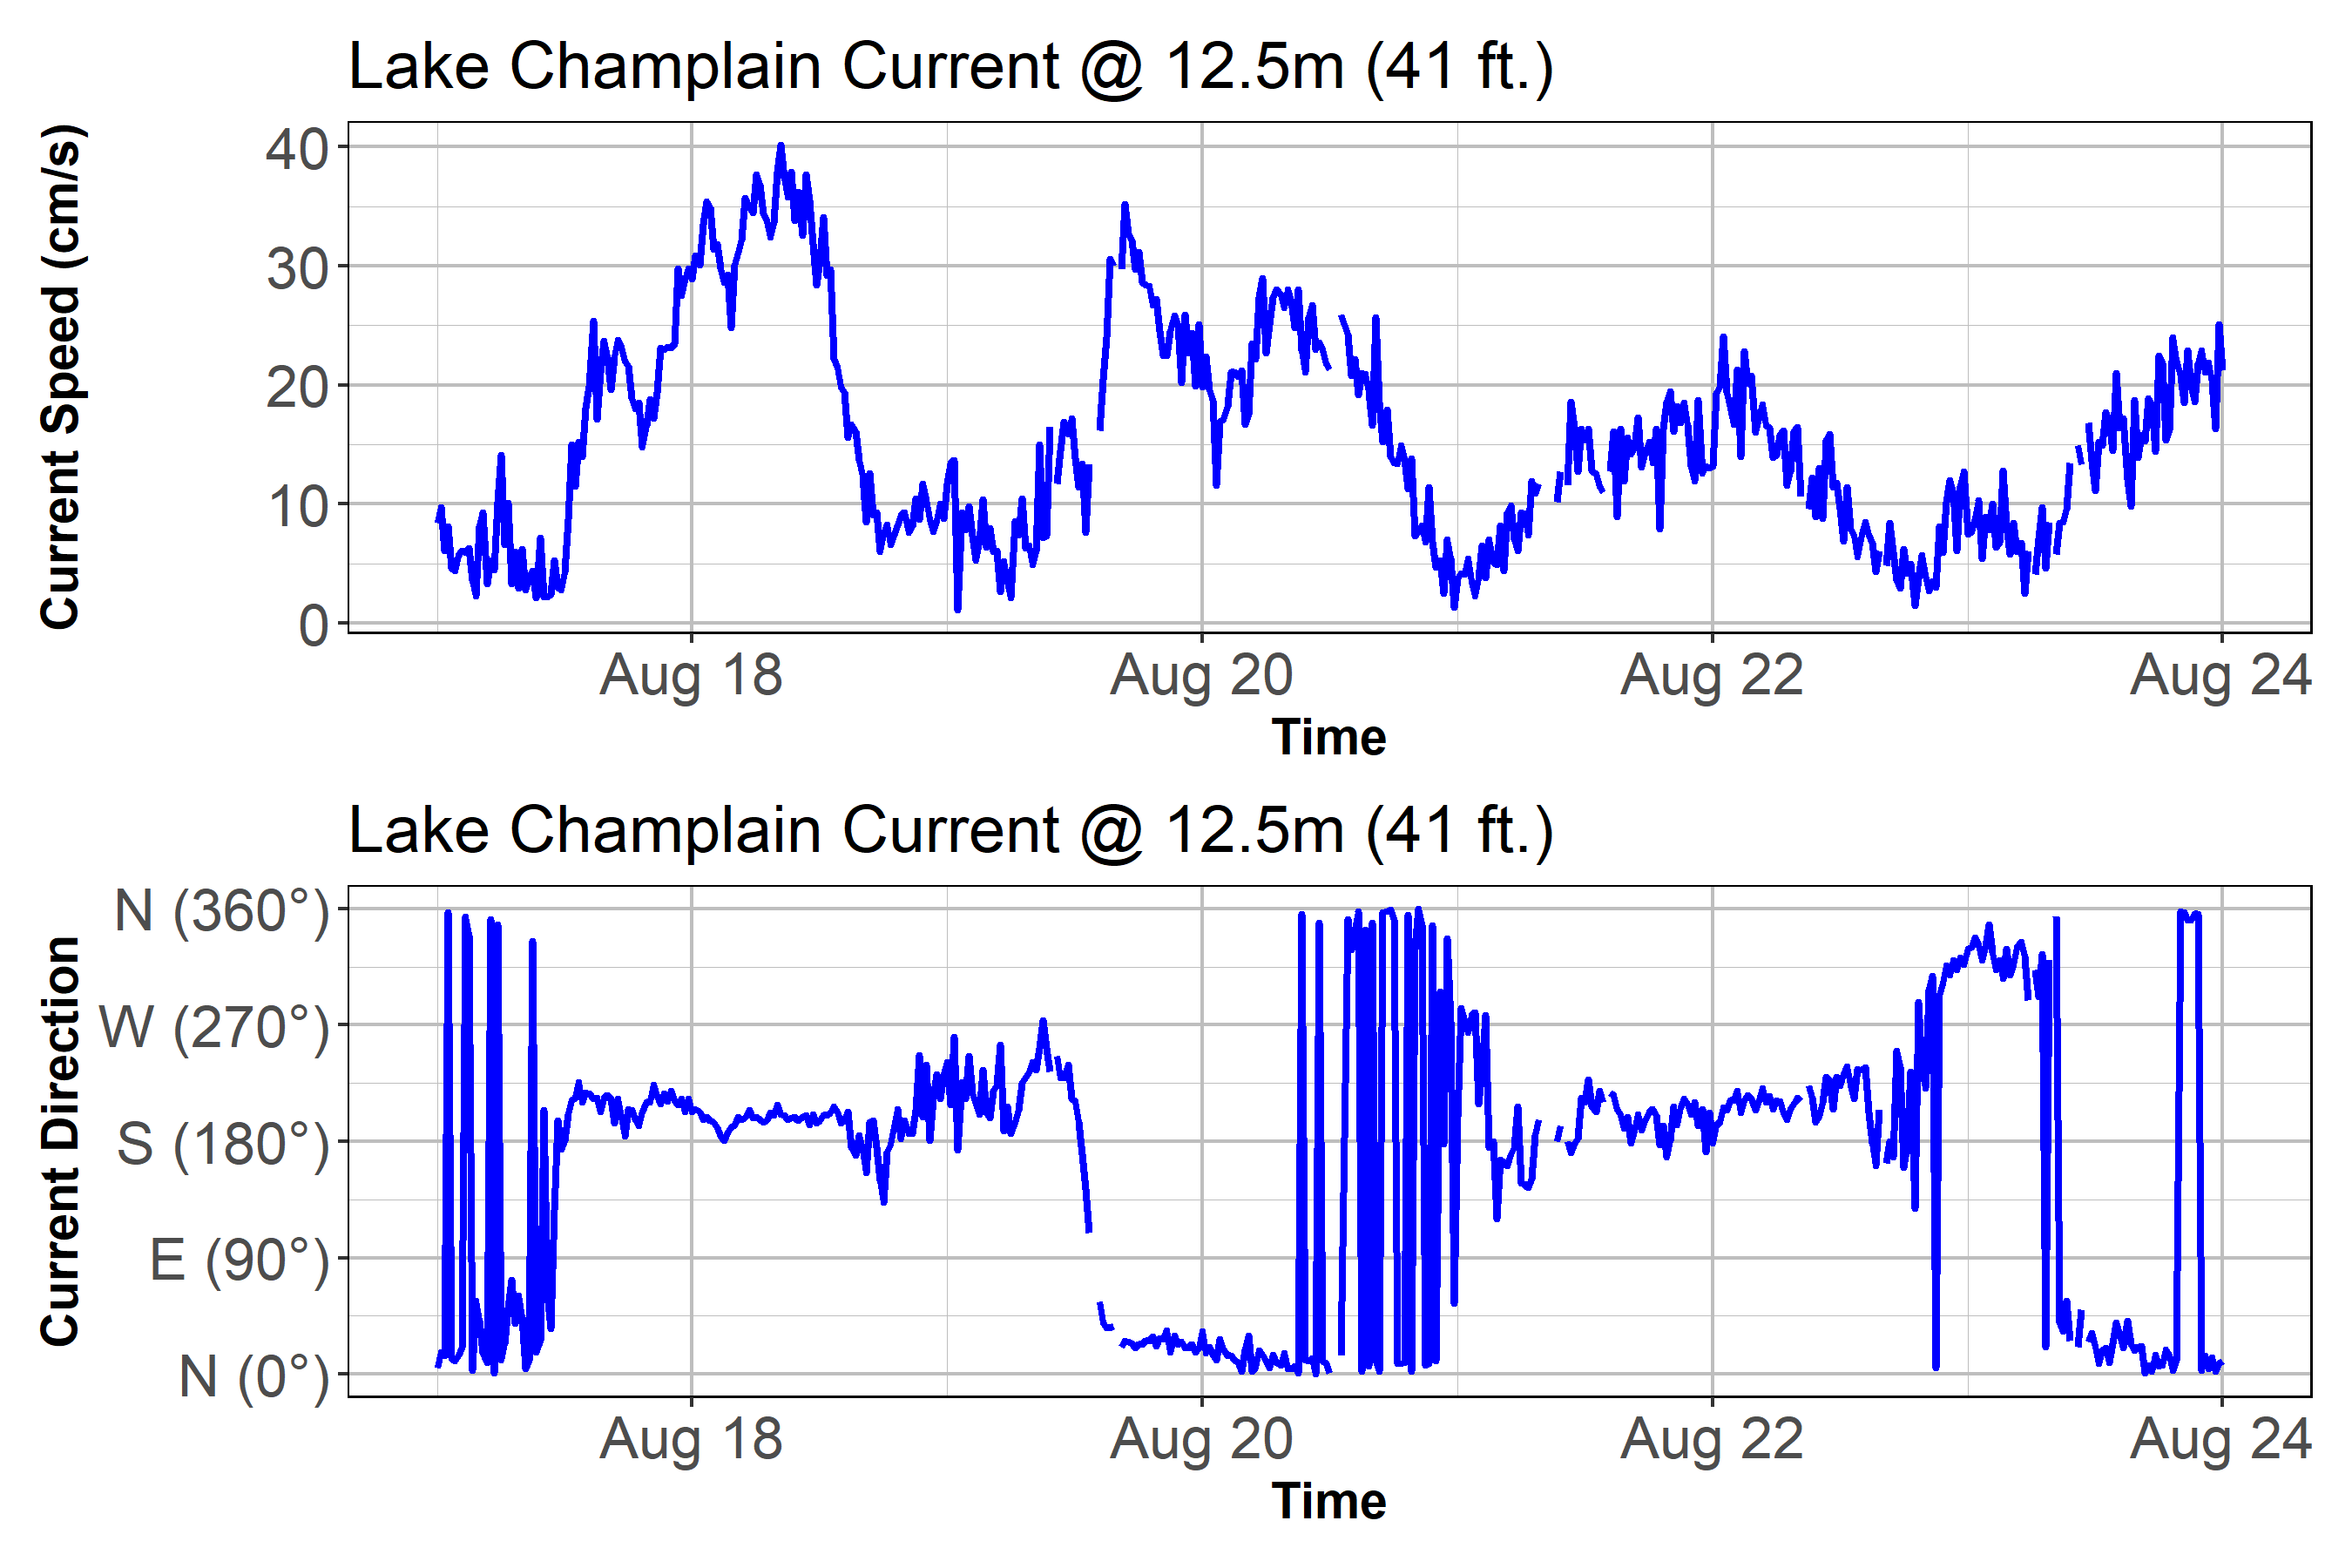 Lake Champlain Current @ 12.5m (41 ft.)
Current Speed (cm/s)
40
30
20
10
0
Aug 18 Aug 20 Aug 22 Aug 24
Time
Lake Champlain Current @ 12.5m (41 ft.)
Current Direction
N (360°)
W (270°)
S (180°)
E (90°)
N (0°)
Aug 18 Aug 20 Aug 22 Aug 24
Time